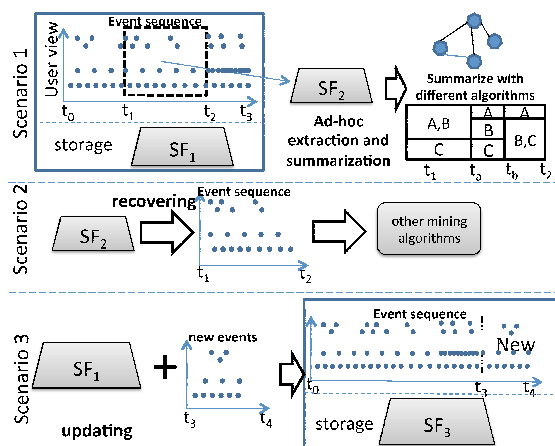 Scenario 1
User view
Event sequence
t0 t1 t2 t3
storage
SF1
SF2
Ad-hoc
extraction and
summarization
Summarize with
different algorithms
A,B
C
A
B
C
A
B,C
t1 ta tb t2
Scenario 2
SF2
recovering
Event sequence
t1 t2
other mining
algorithms
Scenario 3
SF1
+
updating
new events
t3 t4
Event sequence
New
t0 t3 t4
storage
SF3